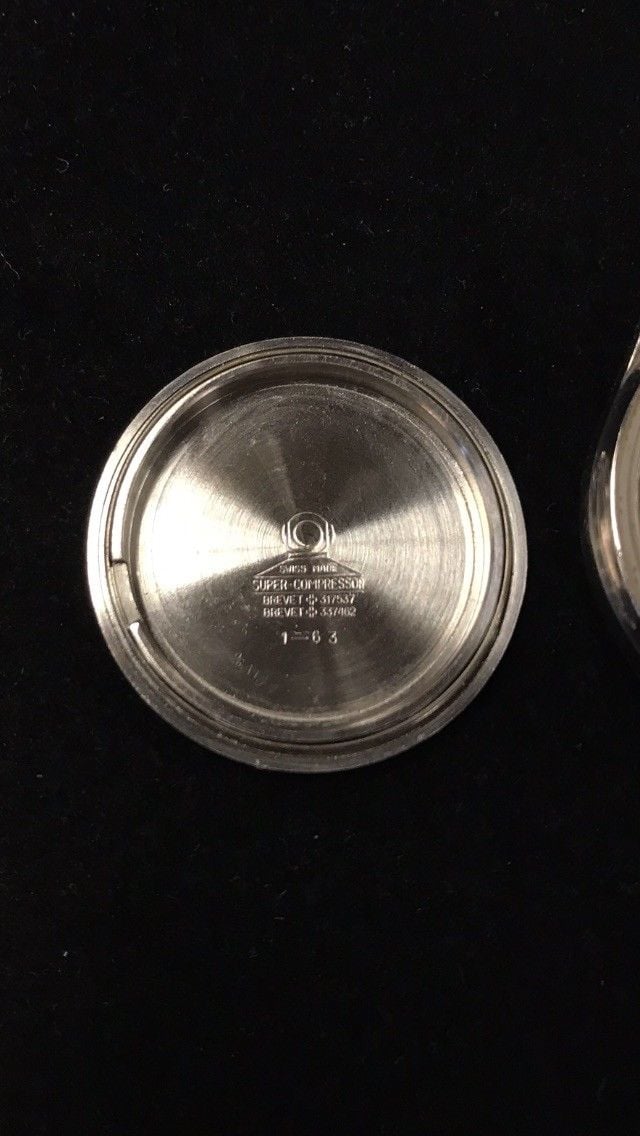 SWISS MADE
SUPER-COMPRESSOR
BREVET ✚ 317537
BREVET ✚ 337462
1-63